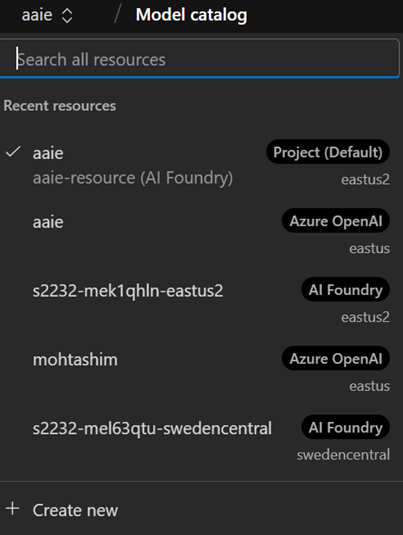 aaie / Model catalog
Search all resources
Recent resources
aaie Project (Default)
aaie-resource (AI Foundry) eastus2
aaie Azure OpenAI
eastus
s2232-mek1qhln-eastus2 AI Foundry
eastus2
mohtashim Azure OpenAI
eastus
s2232-mel63qtu-swedencentral AI Foundry
swedencentral
+ Create new